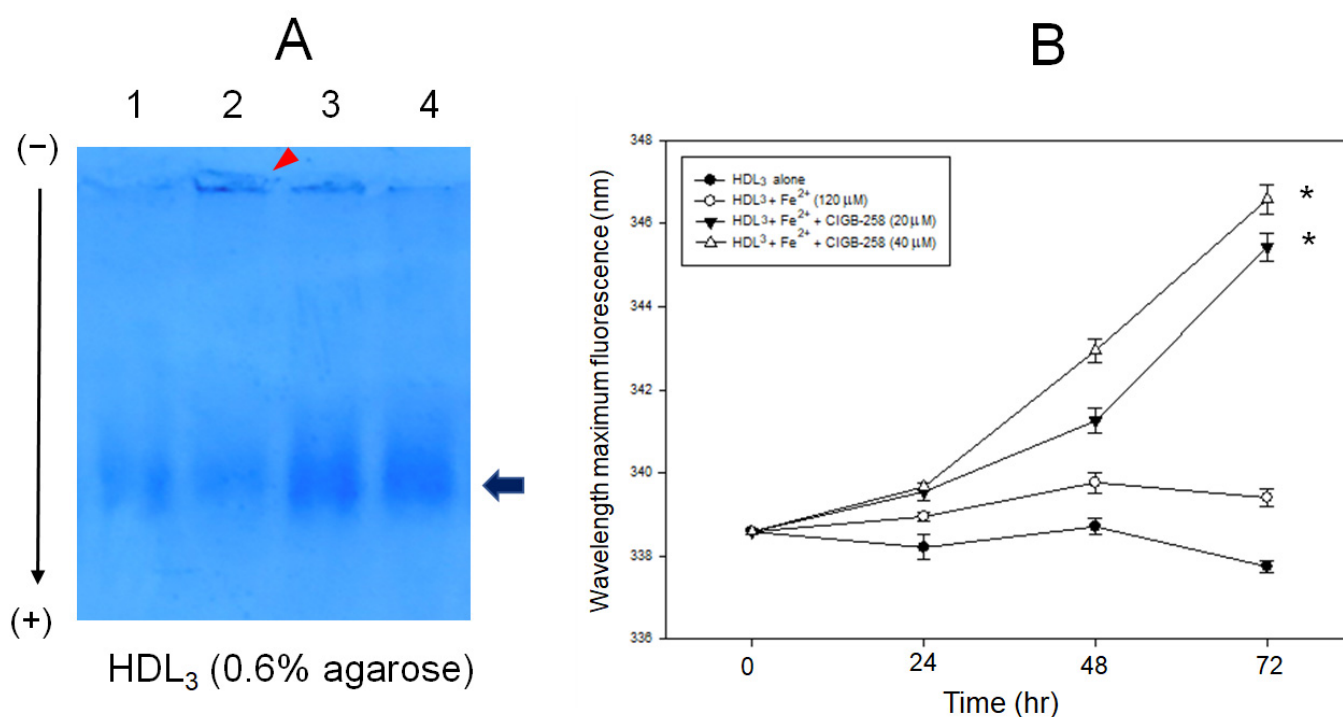 A
B
1 2 3 4
(−)
(+)
HDL₃ (0.6% agarose)
Wavelength maximum fluorescence (nm)
348
346
344
342
340
338
336
HDL₃ alone
HDL³ + Fe²⁺ (120 μM)
HDL³ + Fe²⁺ + CIGB-258 (20 μM)
HDL³ + Fe²⁺ + CIGB-258 (40 μM)
*
*
0 24 48 72
Time (hr)